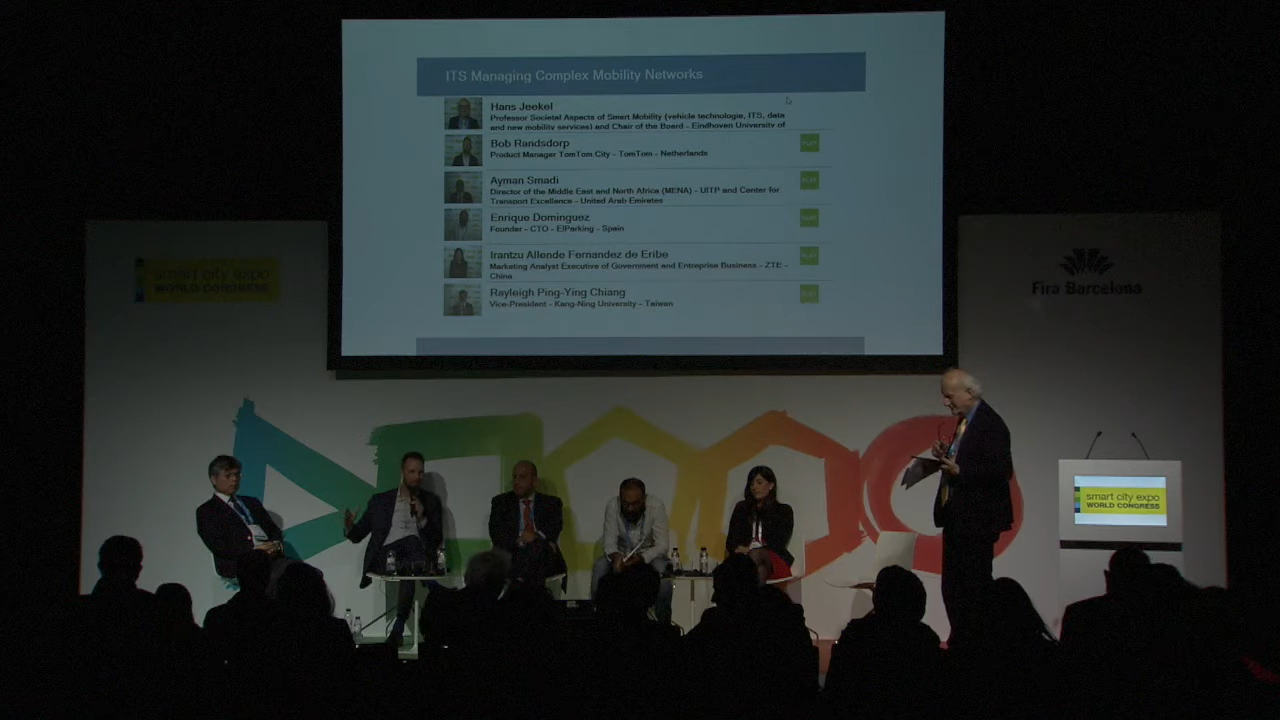 ITS Managing Complex Mobility Networks
Hans Jeekel
Professor Societal Aspects of Smart Mobility (vehicle technologie, ITS, data
and new mobility services) and Chair of the Board - Eindhoven University of
Bob Randsdorp
Product Manager TomTom City - TomTom - Netherlands
Ayman Smadi
Director of the Middle East and North Africa (MENA) - UITP and Center for
Transport Excellence - United Arab Emirates
Enrique Dominguez
Founder - CTO - ElParking - Spain
Irantzu Allende Fernandez de Eribe
Marketing Analyst Executive of Government and Entreprise Business - ZTE -
China
Rayleigh Ping-Ying Chiang
Vice-President - Kang-Ning University - Taiwan
smart city expo
WORLD CONGRESS
Fira Barcelona
smart city expo
WORLD CONGRESS